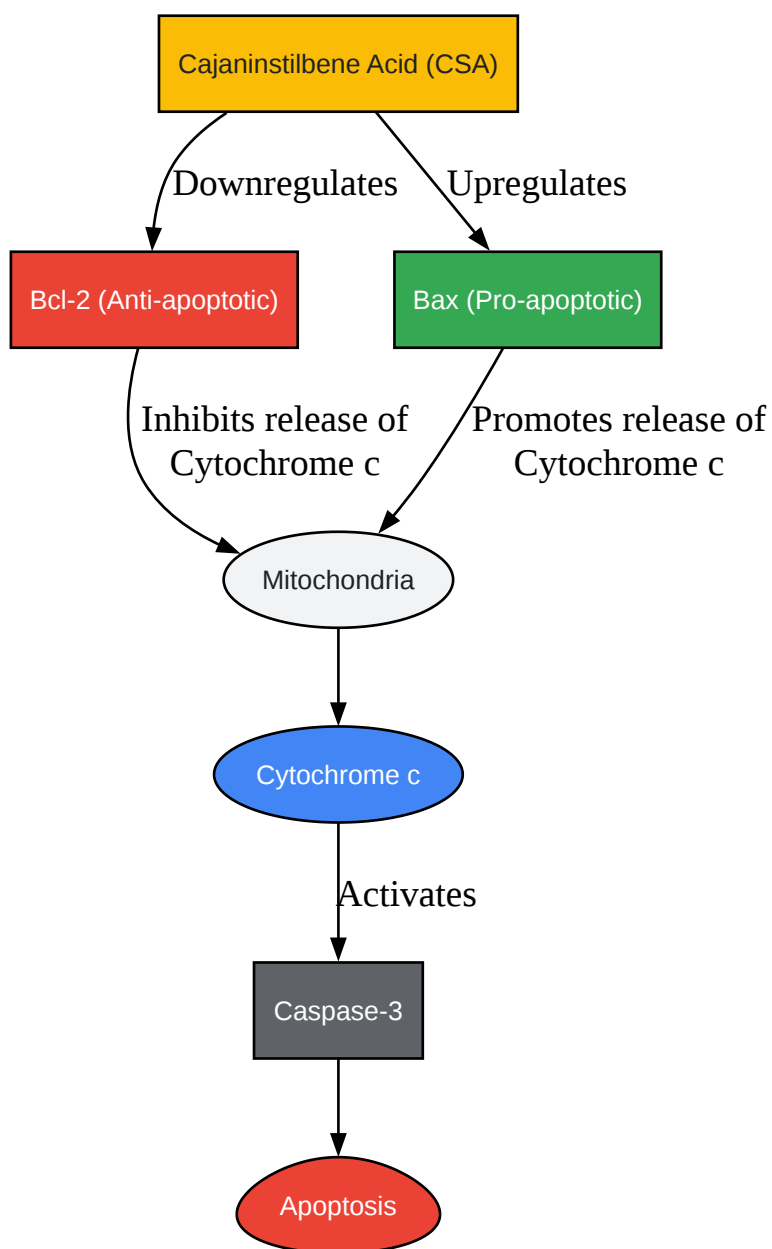 Cajaninstilbene Acid (CSA)
Downregulates
Upregulates
Bcl-2 (Anti-apoptotic)
Bax (Pro-apoptotic)
Inhibits release of
Cytochrome c
Promotes release of
Cytochrome c
Mitochondria
Cytochrome c
Activates
Caspase-3
Apoptosis